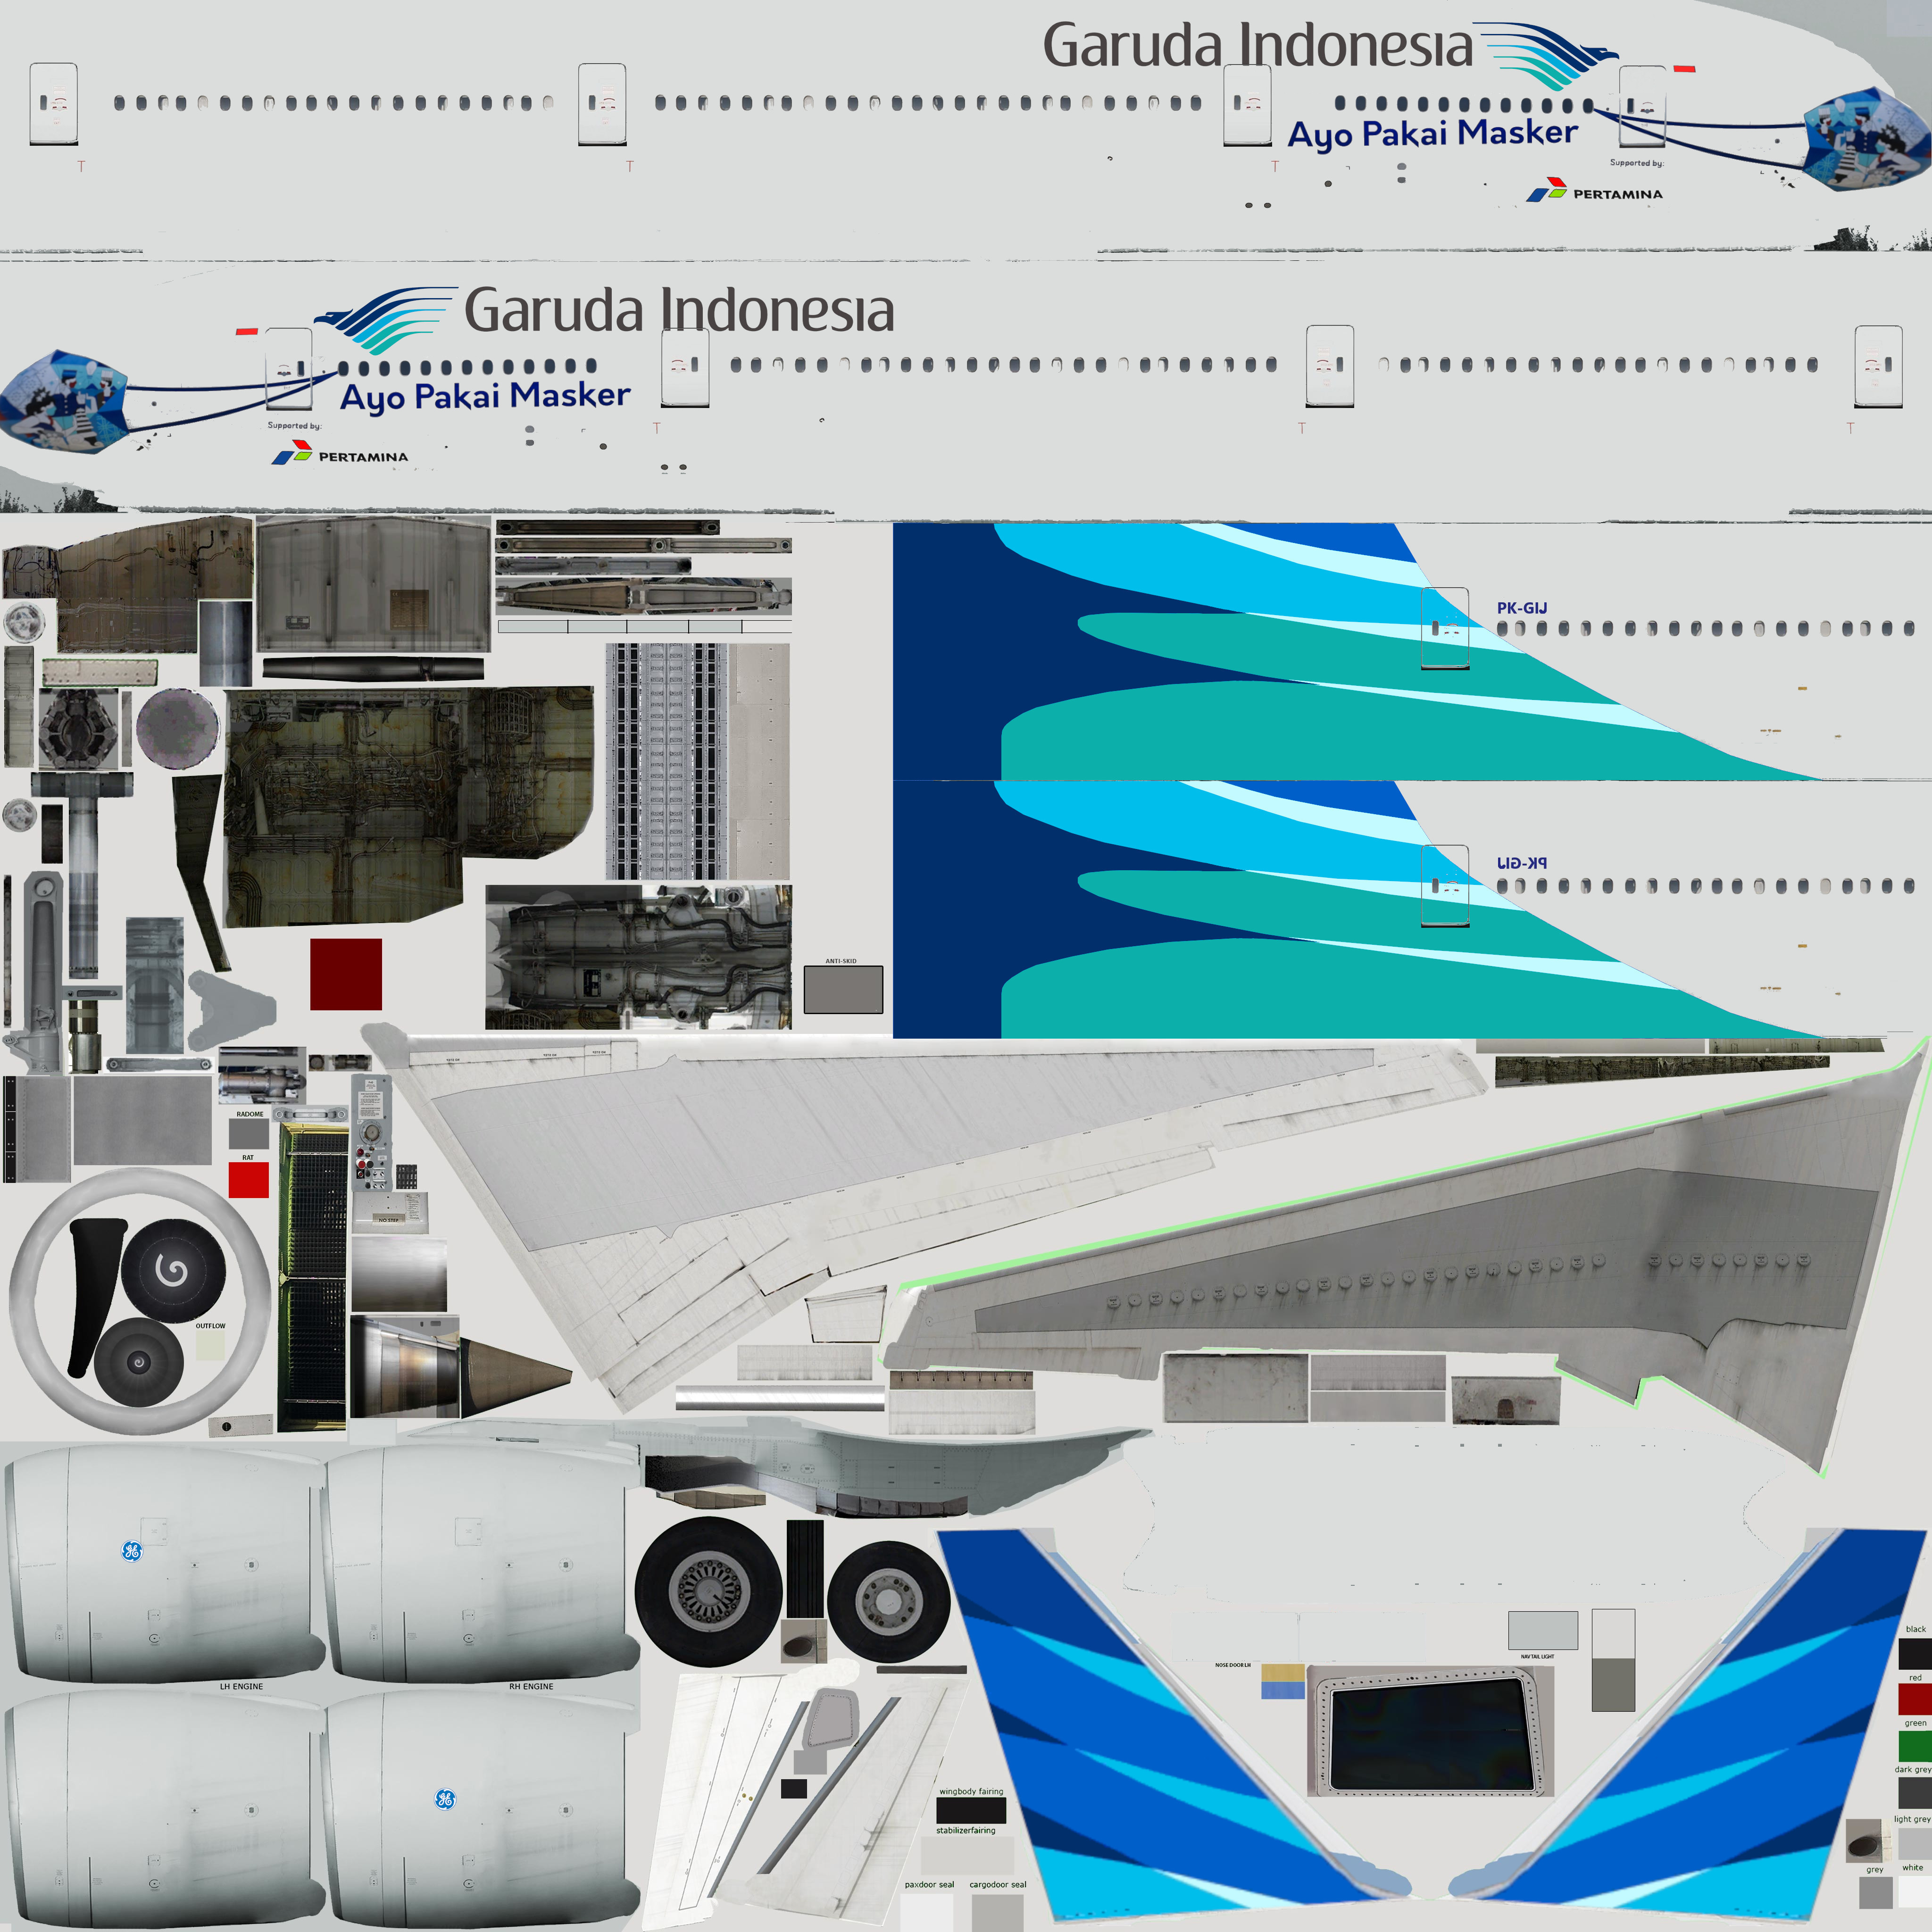 Garuda Indonesia
Ayo Pakai Masker
Supported by:
PERTAMINA
T
T
T
Garuda Indonesia
Ayo Pakai Masker
Supported by:
PERTAMINA
T
T
T
PK-GIJ
PK-GIJ
ANTI-SKID
RADOME
RAT
NO STEP
OUTFLOW
LH ENGINE
RH ENGINE
NOSE DOOR LH
NAV TAIL LIGHT
black
red
green
dark grey
light grey
grey
white
wingbody fairing
stabilizerfairing
paxdoor seal
cargodoor seal